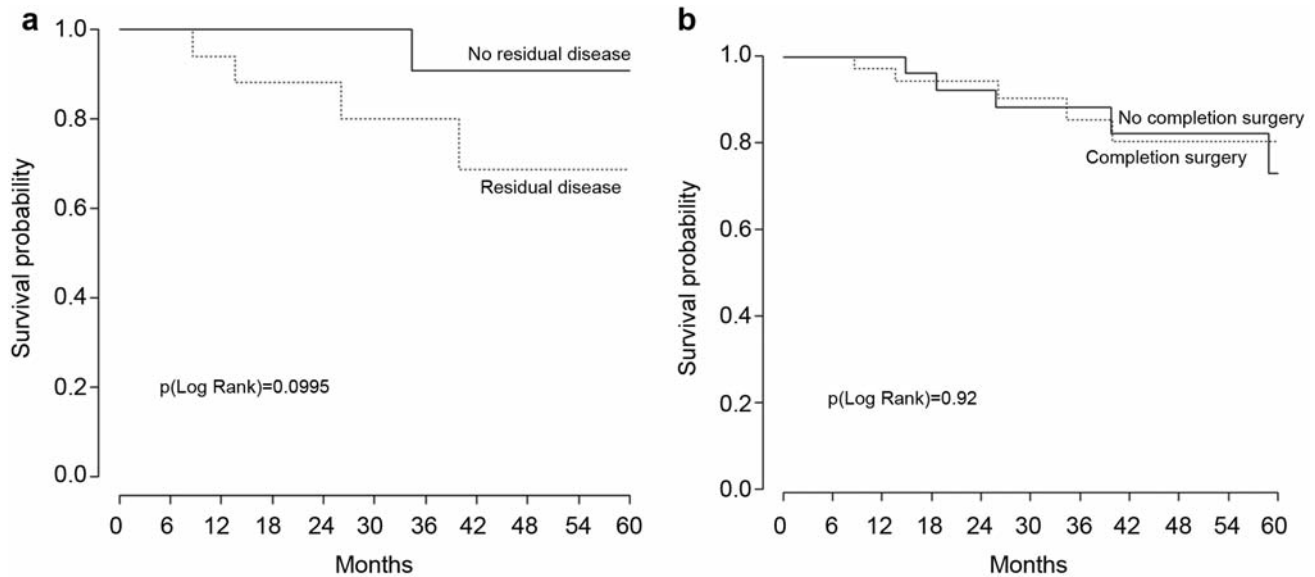 a
Survival probability
1.0
0.8
0.6
0.4
0.2
0.0
No residual disease
Residual disease
p(Log Rank)=0.0995
0 6 12 18 24 30 36 42 48 54 60
Months
b
Survival probability
1.0
0.8
0.6
0.4
0.2
0.0
No completion surgery
Completion surgery
p(Log Rank)=0.92
0 6 12 18 24 30 36 42 48 54 60
Months